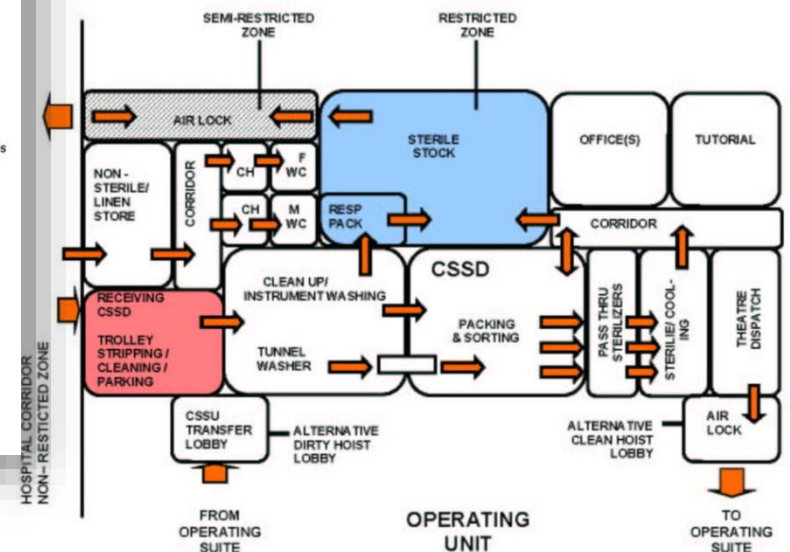 SEMI-RESTRICTED
ZONE
RESTRICTED
ZONE
s
AIR LOCK
STERILE
STOCK
OFFICE(S)
TUTORIAL
NON -
STERILE/
LINEN
STORE
CORRIDOR
CH
F
WC
CH
M
WC
RESP
PACK
CORRIDOR
RECEIVING
CSSD
TROLLEY
STRIPPING /
CLEANING /
PARKING
CLEAN UP/
INSTRUMENT WASHING
TUNNEL
WASHER
CSSD
PACKING
& SORTING
PASS THRU
STERILIZERS
STERILIE/ COOL-
ING
THEATRE
DISPATCH
HOSPITAL CORRIDOR
NON- RESTICTED ZONE
CSSU
TRANSFER
LOBBY
ALTERNATIVE
DIRTY HOIST
LOBBY
ALTERNATIVE
CLEAN HOIST
LOBBY
AIR
LOCK
FROM
OPERATING
SUITE
OPERATING
UNIT
TO
OPERATING
SUITE